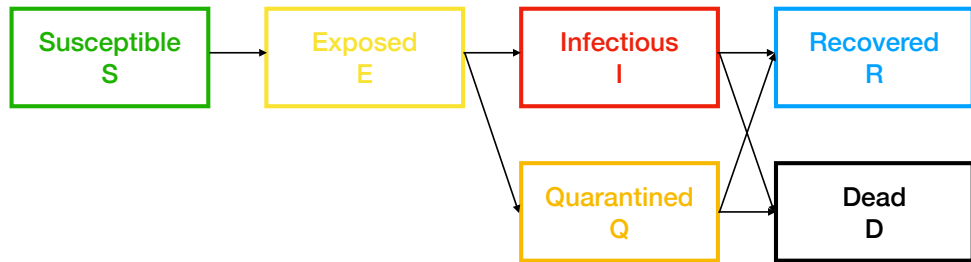 Susceptible
S
Exposed
E
Infectious
I
Recovered
R
Quarantined
Q
Dead
D